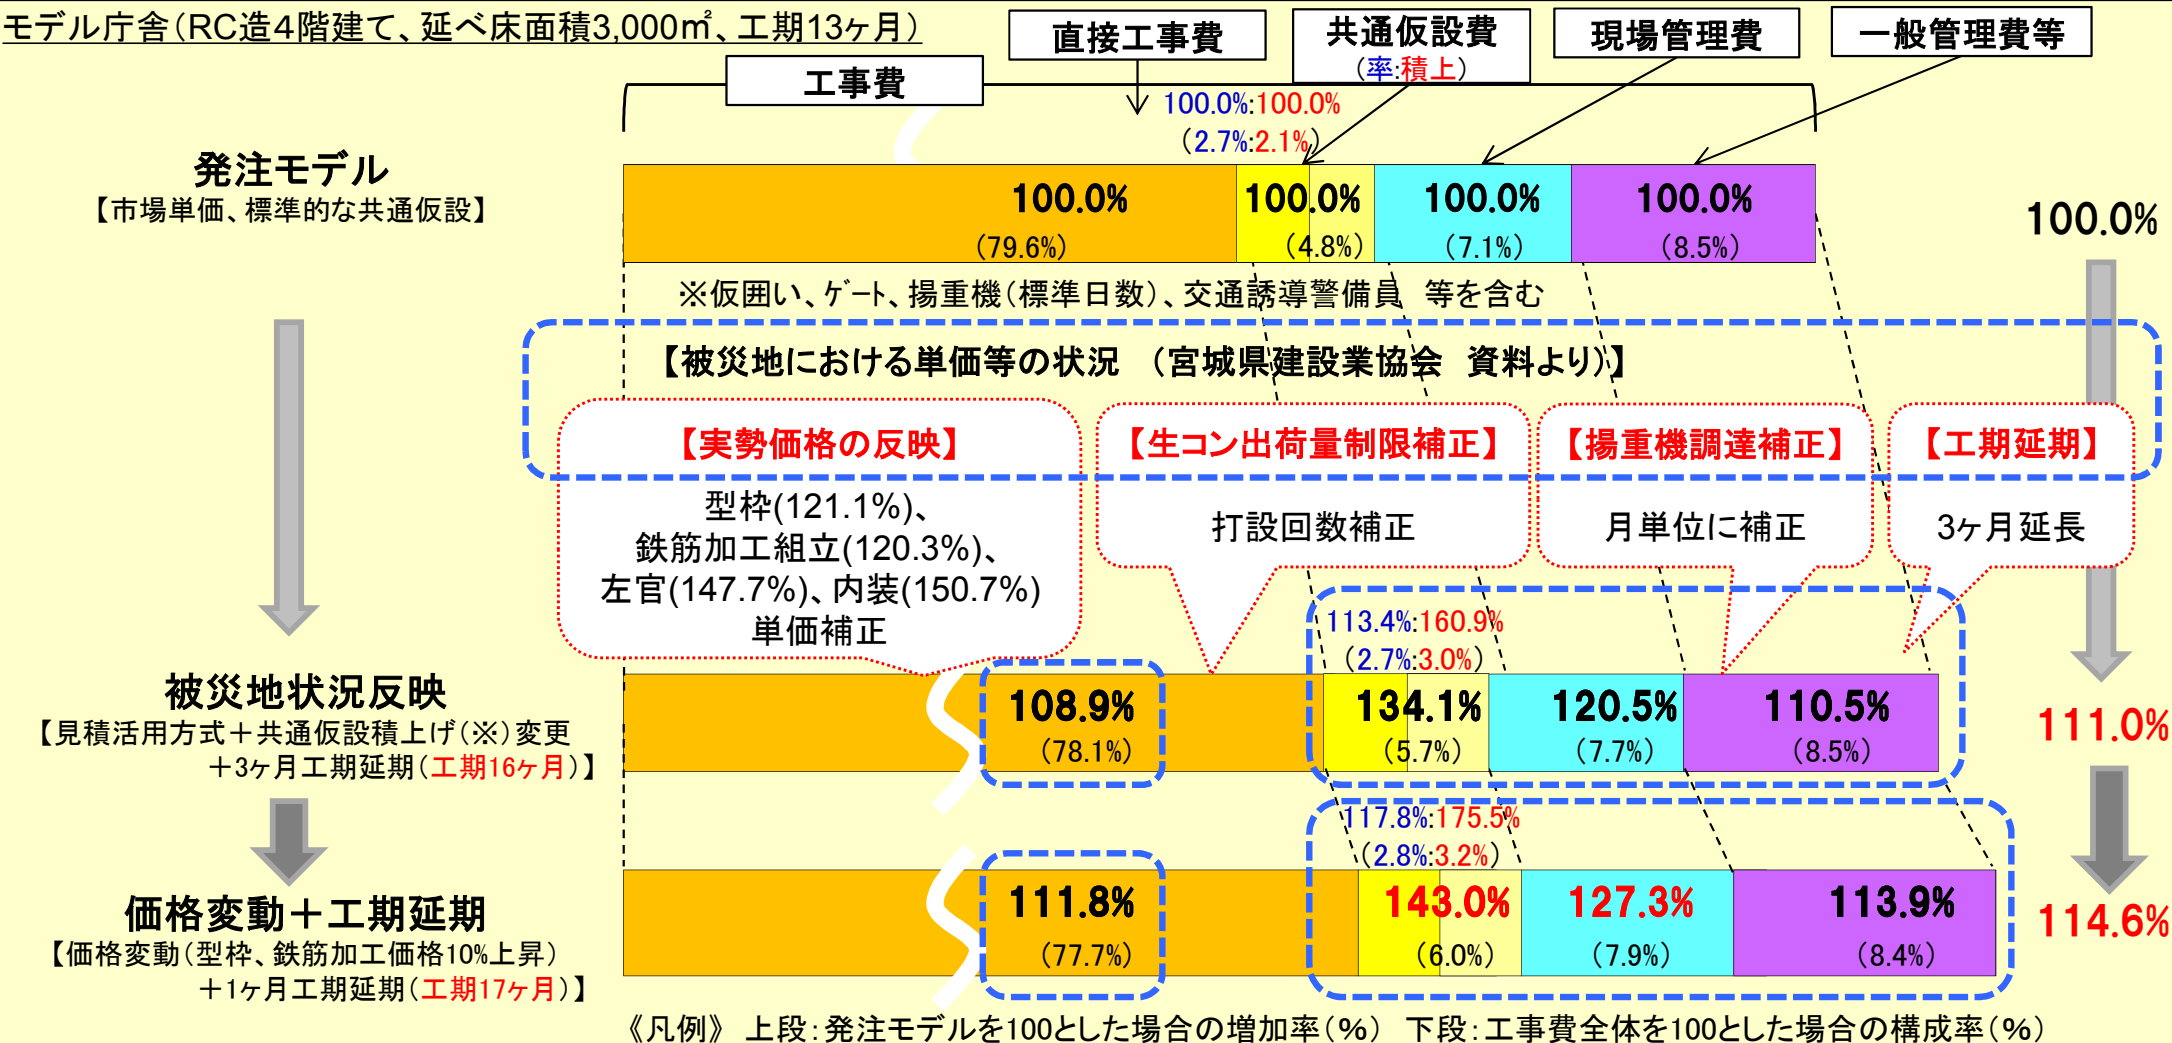 モデル庁舎（RC造4階建て、延べ床面積3,000㎡、工期13ヶ月）
工事費
直接工事費
共通仮設費
（率:積上）
現場管理費
一般管理費等
100.0%:100.0%
（2.7%:2.1%）
発注モデル
【市場単価、標準的な共通仮設】
100.0%
（79.6%）
100.0%
（4.8%）
100.0%
（7.1%）
100.0%
（8.5%）
100.0%
※仮囲い、ｹﾞｰﾄ、揚重機（標準日数）、交通誘導警備員　等を含む
【被災地における単価等の状況　（宮城県建設業協会　資料より）】
【実勢価格の反映】
型枠(121.1%)、
鉄筋加工組立(120.3%)、
左官(147.7%)、内装(150.7%)
単価補正
【生コン出荷量制限補正】
打設回数補正
【揚重機調達補正】
月単位に補正
【工期延期】
3ヶ月延長
113.4%:160.9%
（2.7%:3.0%）
被災地状況反映
【見積活用方式＋共通仮設積上げ（※）変更
＋3ヶ月工期延期（工期16ヶ月）】
108.9%
（78.1%）
134.1%
（5.7%）
120.5%
（7.7%）
110.5%
（8.5%）
111.0%
117.8%:175.5%
（2.8%:3.2%）
価格変動＋工期延期
【価格変動（型枠、鉄筋加工価格10%上昇）
＋1ヶ月工期延期（工期17ヶ月）】
111.8%
（77.7%）
143.0%
（6.0%）
127.3%
（7.9%）
113.9%
（8.4%）
114.6%
《凡例》 上段：発注モデルを100とした場合の増加率（%） 下段：工事費全体を100とした場合の構成率（%）